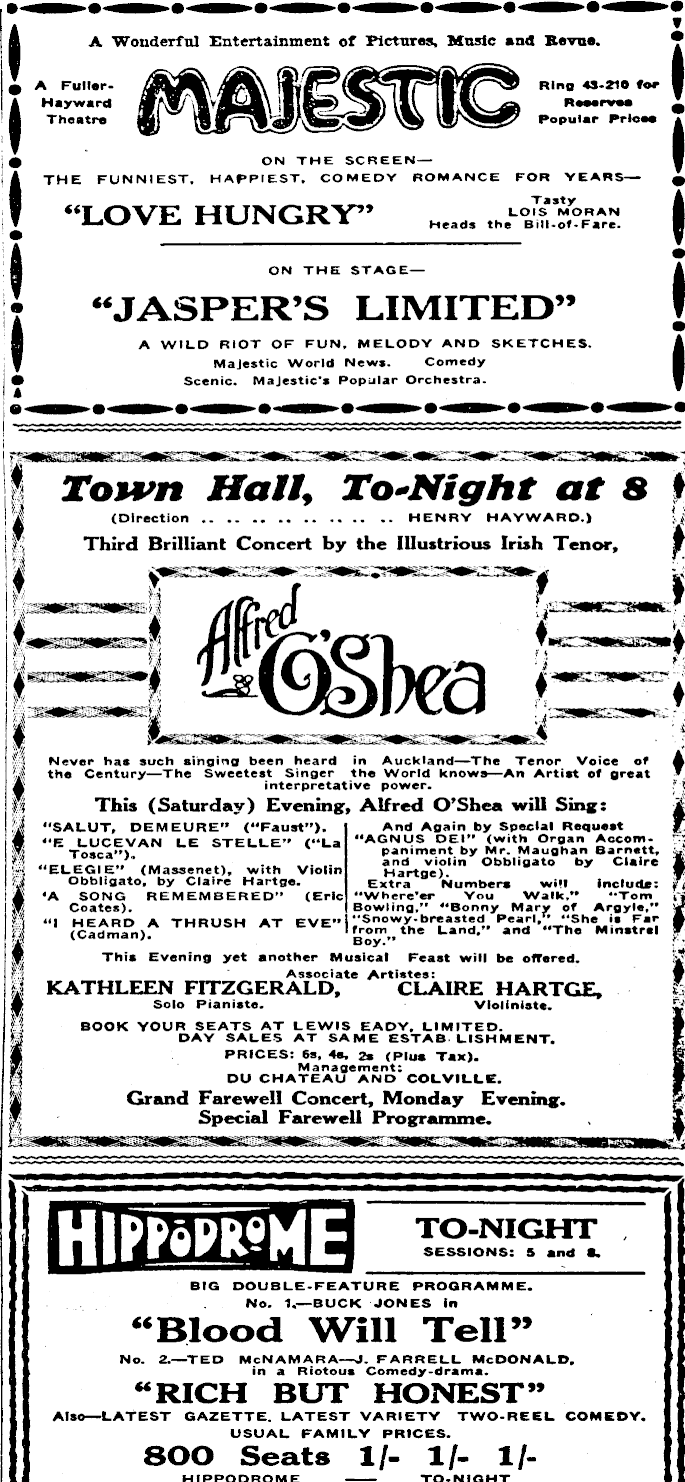 A Wonderful Entertainment of Pictures, Music and Revue.
A Fuller-
Hayward
Theatre
MAJESTIC
Ring 43-210 for
Reserves
Popular Prices
ON THE SCREEN—
THE FUNNIEST, HAPPIEST, COMEDY ROMANCE FOR YEARS—
"LOVE HUNGRY"
Tasty
LOIS MORAN
Heads the Bill-of-Fare.
ON THE STAGE—
"JASPER'S LIMITED"
A WILD RIOT OF FUN, MELODY AND SKETCHES.
Majestic World News. Comedy
Scenic. Majestic's Popular Orchestra.
Town Hall, To-Night at 8
(Direction .. .. .. .. .. .. .. .. HENRY HAYWARD.)
Third Brilliant Concert by the Illustrious Irish Tenor,
Alfred
O'Shea
Never has such singing been heard in Auckland—The Tenor Voice of
the Century—The Sweetest Singer the World knows—An Artist of great
interpretative power.
This (Saturday) Evening, Alfred O'Shea will Sing:
"SALUT, DEMEURE" ("Faust").
"E LUCEVAN LE STELLE" ("La
Tosca").
"ELEGIE" (Massenet), with Violin
Obbligato, by Claire Hartge.
'A SONG REMEMBERED" (Eric
Coates).
"I HEARD A THRUSH AT EVE"
(Cadman).
And Again by Special Request
"AGNUS DEI" (with Organ Accom-
paniment by Mr. Maughan Barnett,
and violin Obbligato by Claire
Hartge).
Extra Numbers will include:
"Where'er You Walk," "Tom
Bowling," "Bonny Mary of Argyle,"
"Snowy-breasted Pearl," "She is Far
from the Land," and "The Minstrel
Boy."
This Evening yet another Musical Feast will be offered.
Associate Artistes:
KATHLEEN FITZGERALD, CLAIRE HARTGE,
Solo Pianiste. Violiniste.
BOOK YOUR SEATS AT LEWIS EADY, LIMITED.
DAY SALES AT SAME ESTAB LISHMENT.
PRICES: 6s, 4s, 2s (Plus Tax).
Management:
DU CHATEAU AND COLVILLE.
Grand Farewell Concert, Monday Evening.
Special Farewell Programme.
HIPPODROME
TO-NIGHT
SESSIONS: 5 and 8.
BIG DOUBLE-FEATURE PROGRAMME.
No. 1.—BUCK JONES in
"Blood Will Tell"
No. 2.—TED McNAMARA—J. FARRELL McDONALD,
in a Riotous Comedy-drama.
"RICH BUT HONEST"
Also—LATEST GAZETTE, LATEST VARIETY TWO-REEL COMEDY.
USUAL FAMILY PRICES.
800 Seats 1/- 1/- 1/-
HIPPODROME — TO-NIGHT